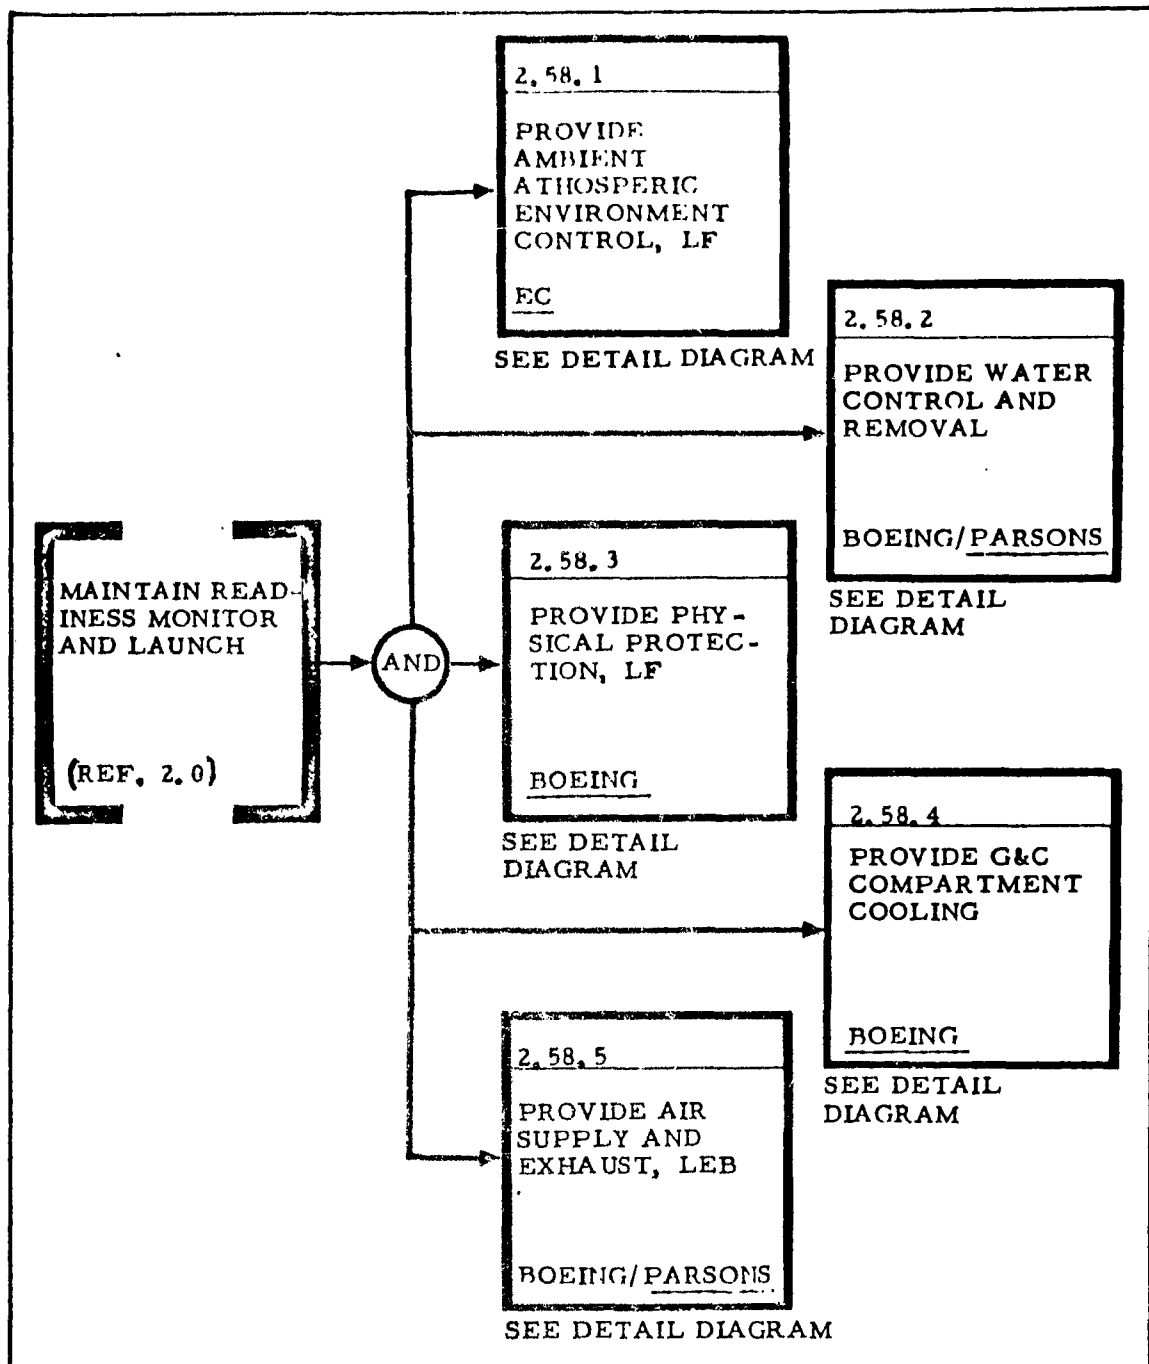 2.58.1
PROVIDE
AMBIENT
ATHOSPERIC
ENVIRONMENT
CONTROL, LF
EC
SEE DETAIL DIAGRAM
2.58.2
PROVIDE WATER
CONTROL AND
REMOVAL
BOEING/PARSONS
SEE DETAIL
DIAGRAM
MAINTAIN READ-
INESS MONITOR
AND LAUNCH
(REF. 2.0)
AND
2.58.3
PROVIDE PHY-
SICAL PROTEC-
TION, LF
BOEING
SEE DETAIL
DIAGRAM
2.58.4
PROVIDE G&C
COMPARTMENT
COOLING
BOEING
SEE DETAIL
DIAGRAM
2.58.5
PROVIDE AIR
SUPPLY AND
EXHAUST, LEB
BOEING/PARSONS
SEE DETAIL DIAGRAM